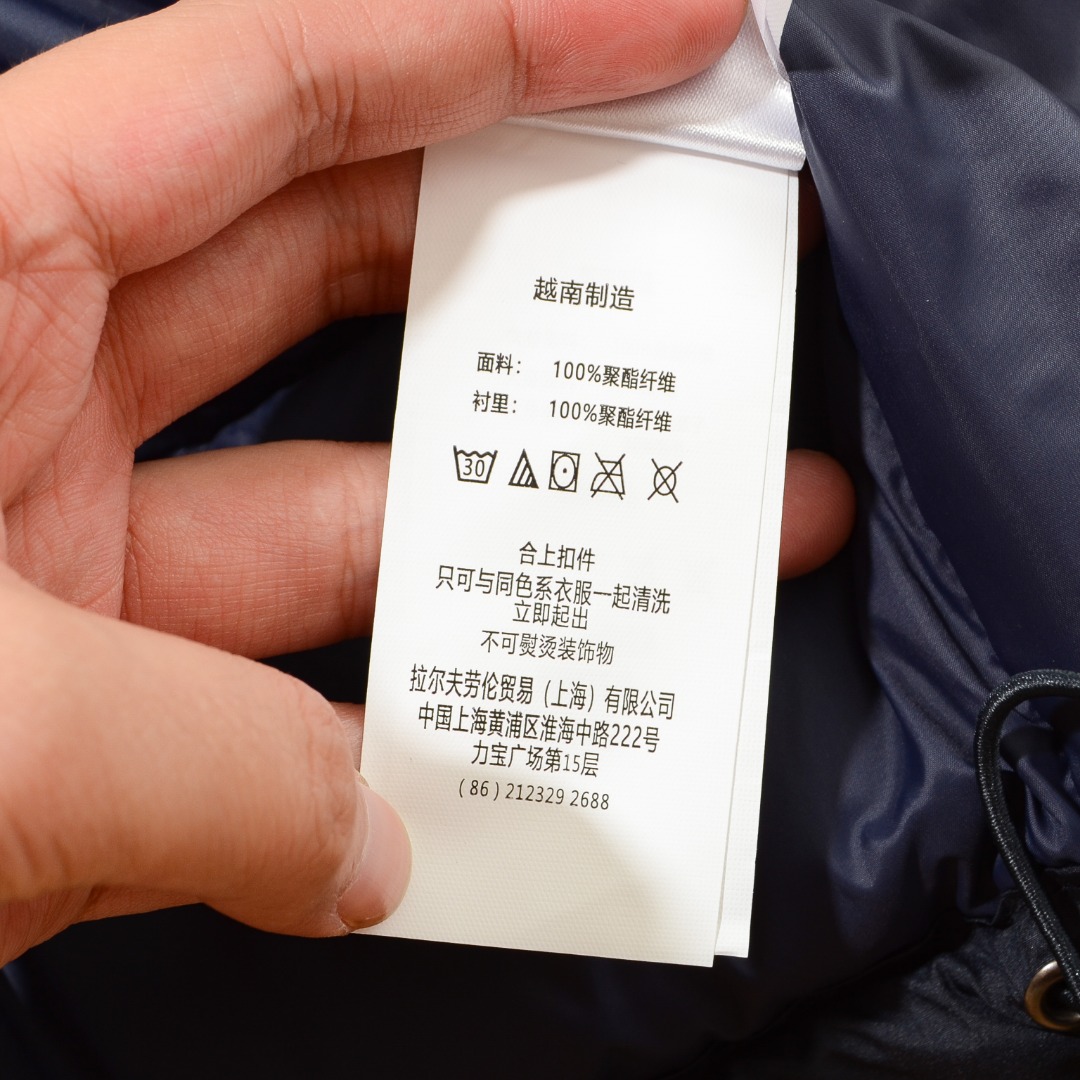 越南制造
面料： 100%聚酯纤维
衬里： 100%聚酯纤维
30
合上扣件
只可与同色系衣服一起清洗
立即起出
不可熨烫装饰物
拉尔夫劳伦贸易（上海）有限公司
中国上海黄浦区淮海中路222号
力宝广场第15层
(86) 212329 2688